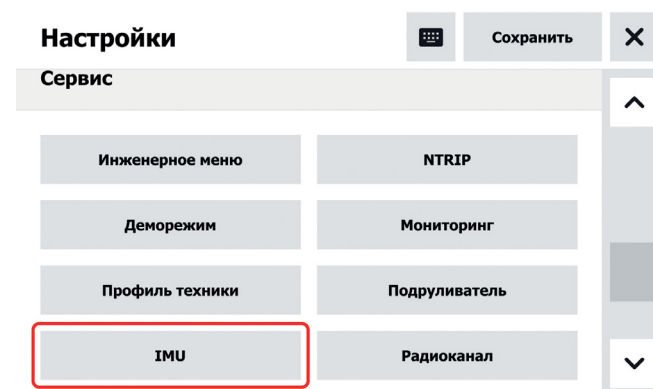 Настройки
Сохранить
Сервис
Инженерное меню
NTRIP
Деморежим
Мониторинг
Профиль техники
Подруливатель
IMU
Радиоканал